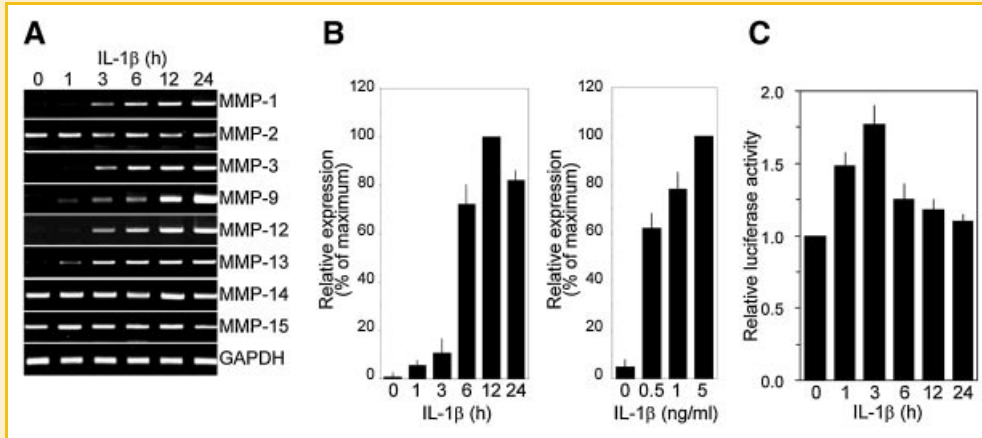 A
IL-1β (h)
0 1 3 6 12 24
MMP-1
MMP-2
MMP-3
MMP-9
MMP-12
MMP-13
MMP-14
MMP-15
GAPDH
B
Relative expression
(% of maximum)
120
100
80
60
40
20
0
0 1 3 6 12 24
IL-1β (h)
Relative expression
(% of maximum)
120
100
80
60
40
20
0
0 0.5 1 5
IL-1β (ng/ml)
C
Relative luciferase activity
2.0
1.5
1.0
0.5
0.0
0 1 3 6 12 24
IL-1β (h)